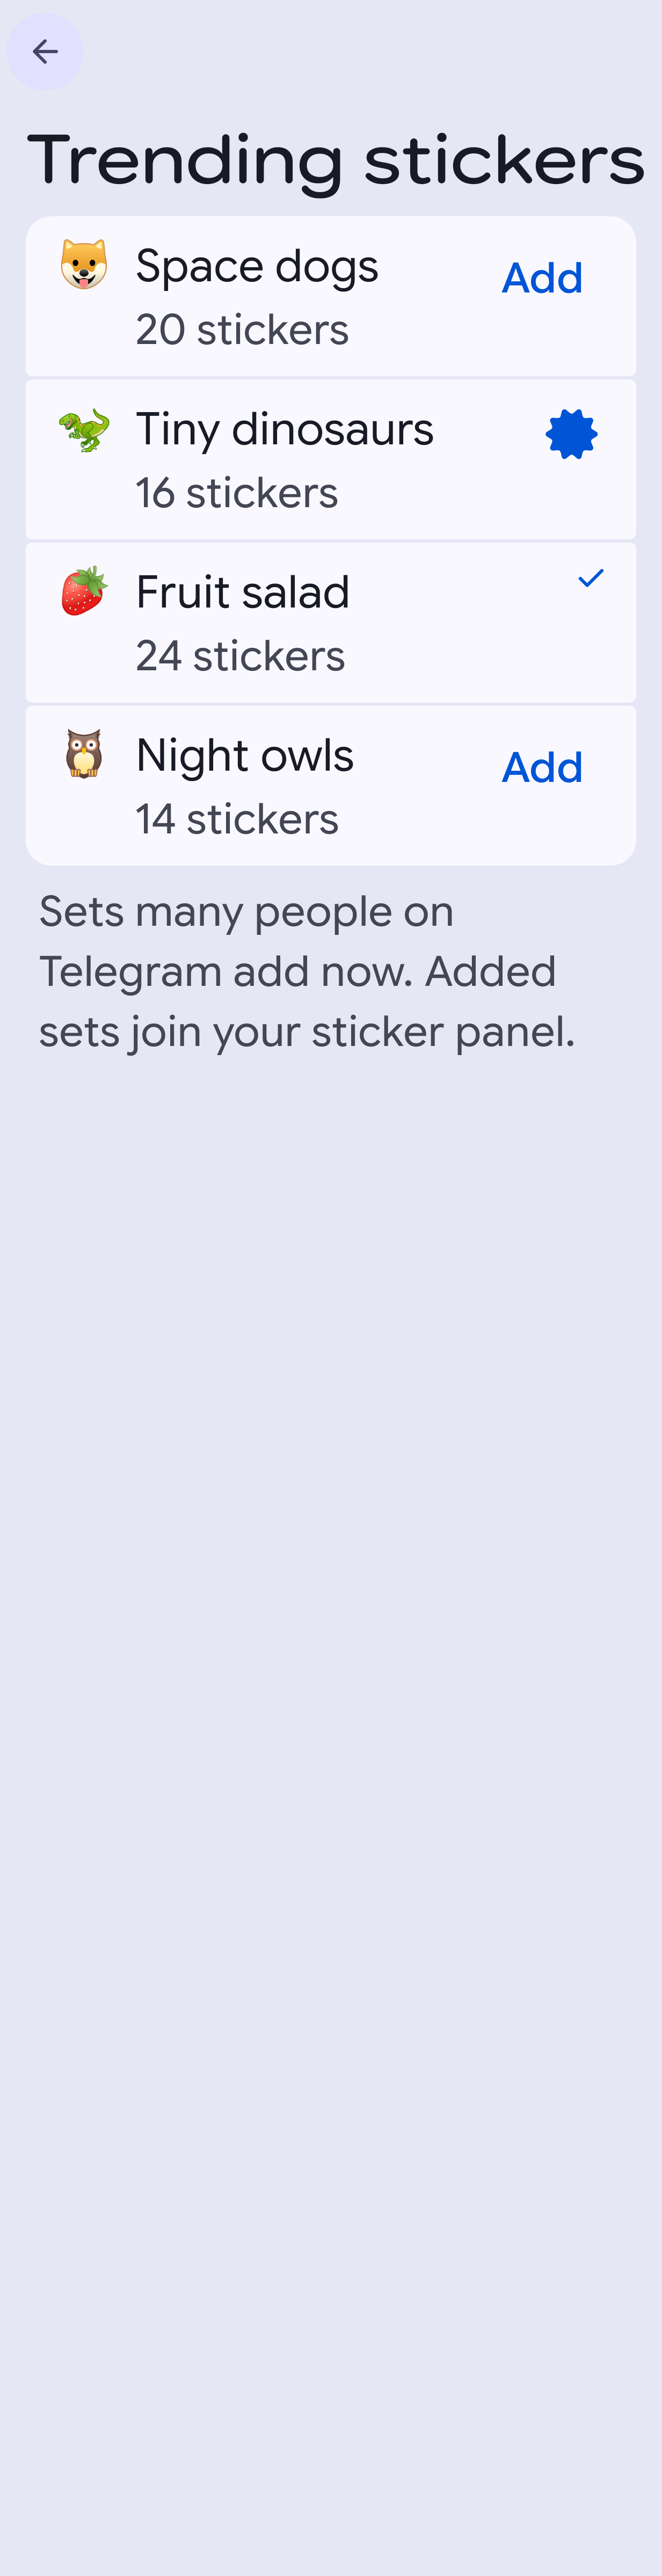 Trending stickers
Space dogs
Add
20 stickers
Tiny dinosaurs
16 stickers
Fruit salad
24 stickers
Night owls
Add
14 stickers
Sets many people on
Telegram add now. Added
sets join your sticker panel.